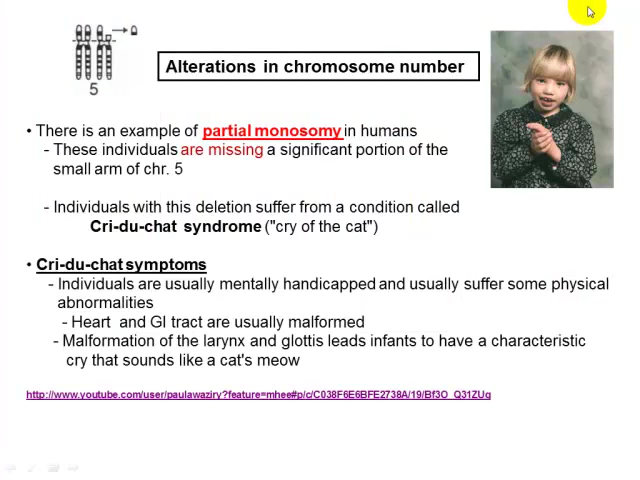 5
Alterations in chromosome number
• There is an example of partial monosomy in humans
- These individuals are missing a significant portion of the
small arm of chr. 5
- Individuals with this deletion suffer from a condition called
Cri-du-chat syndrome ("cry of the cat")
• Cri-du-chat symptoms
- Individuals are usually mentally handicapped and usually suffer some physical
abnormalities
- Heart and GI tract are usually malformed
- Malformation of the larynx and glottis leads infants to have a characteristic
cry that sounds like a cat's meow
http://www.youtube.com/user/paulawaziry?feature=mhee#p/c/C038F6E6BFE2738A/19/Bf3O_Q31ZUg